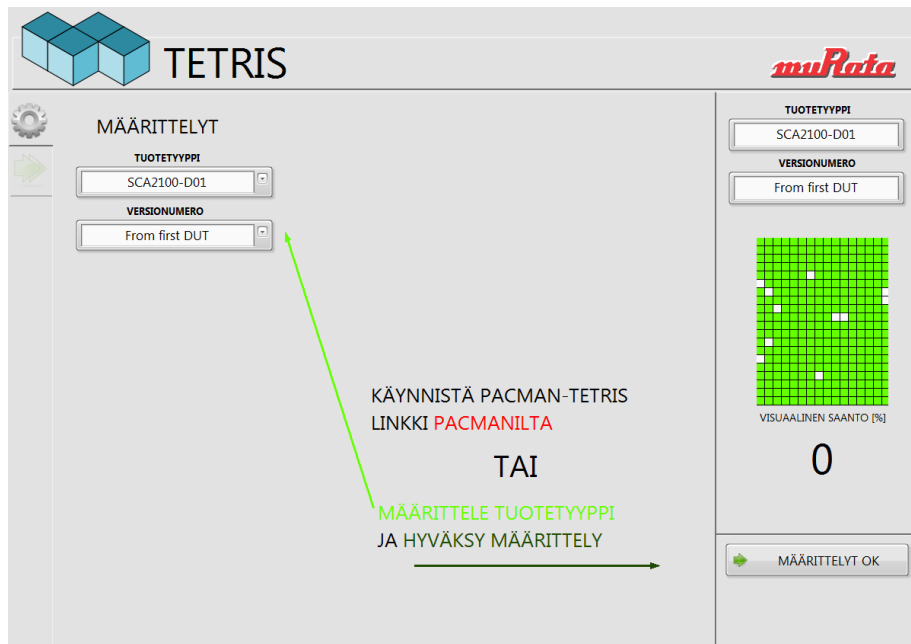 TETRIS
muRata
MÄÄRITTELYT
TUOTETYYPPI
SCA2100-D01
VERSIONUMERO
From first DUT
KÄYNNISTÄ PACMAN-TETRIS
LINKKI PACMANILTA
TAI
MÄÄRITTELE TUOTETYYPPI
JA HYVÄKSY MÄÄRITTELY
TUOTETYYPPI
SCA2100-D01
VERSIONUMERO
From first DUT
VISUAALINEN SAANTO [%]
0
MÄÄRITTELYT OK